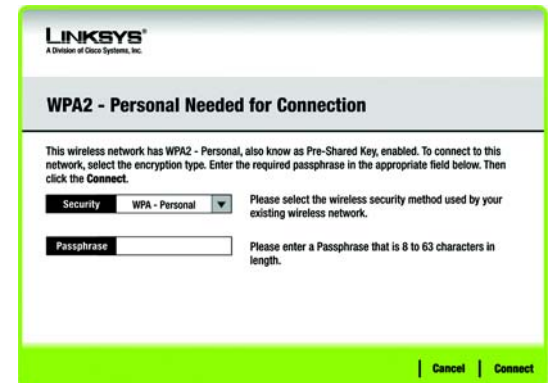 LINKSYS®
A Division of Cisco Systems, Inc.
WPA2 - Personal Needed for Connection
This wireless network has WPA2 - Personal, also know as Pre-Shared Key, enabled. To connect to this
network, select the encryption type. Enter the required passphrase in the appropriate field below. Then
click the Connect.
Security WPA - Personal
Please select the wireless security method used by your
existing wireless network.
Passphrase
Please enter a Passphrase that is 8 to 63 characters in
length.
Cancel Connect